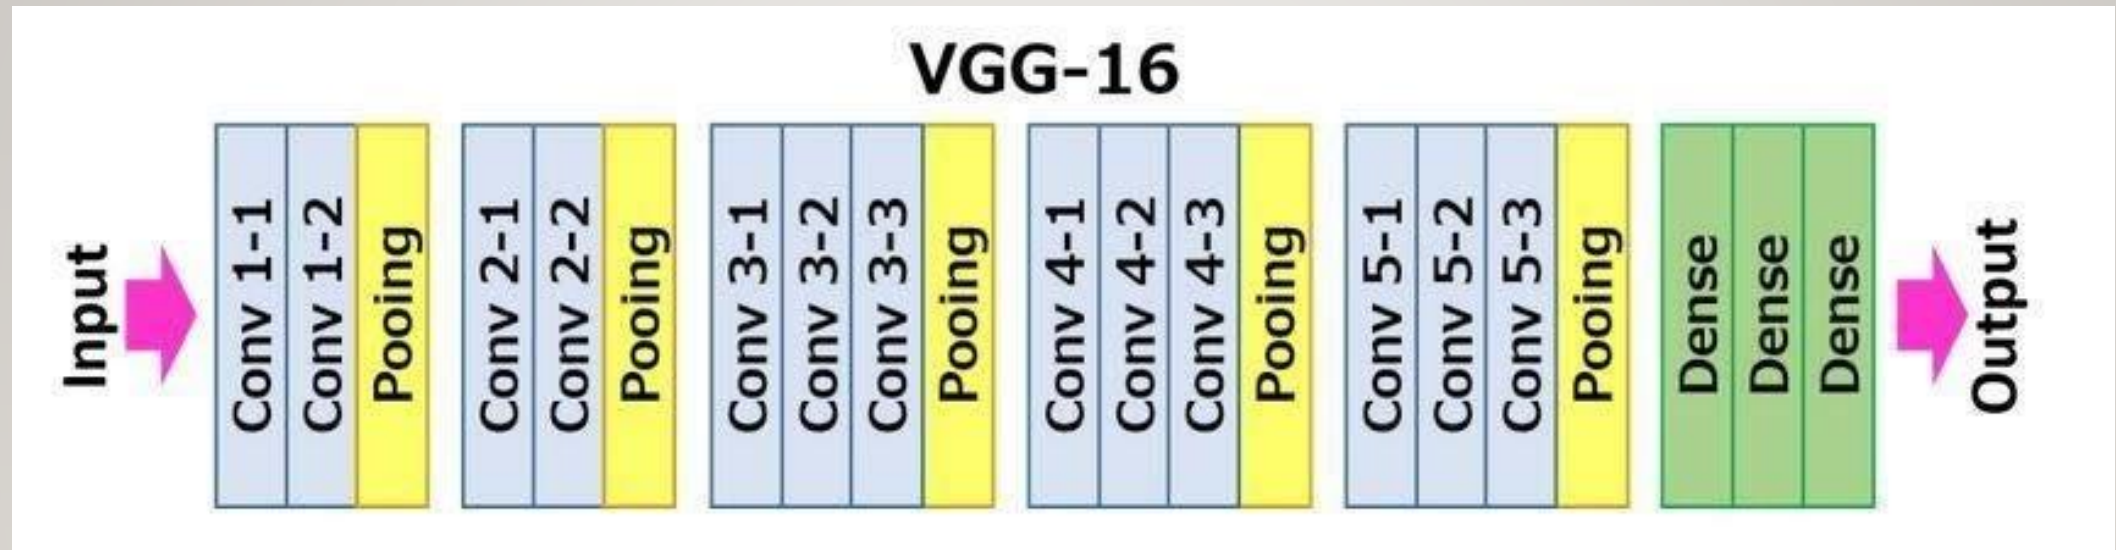 VGG-16
Input
Conv 1-1
Conv 1-2
Pooing
Conv 2-1
Conv 2-2
Pooing
Conv 3-1
Conv 3-2
Conv 3-3
Pooing
Conv 4-1
Conv 4-2
Conv 4-3
Pooing
Conv 5-1
Conv 5-2
Conv 5-3
Pooing
Dense
Dense
Dense
Output